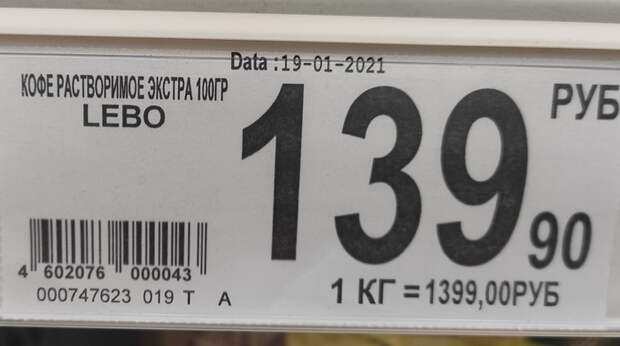 Data :19-01-2021
КОФЕ РАСТВОРИМОЕ ЭКСТРА 100ГР
LEBO
139 90 РУБ
4 602076 000043
000747623 019 T A
1 КГ = 1399,00РУБ